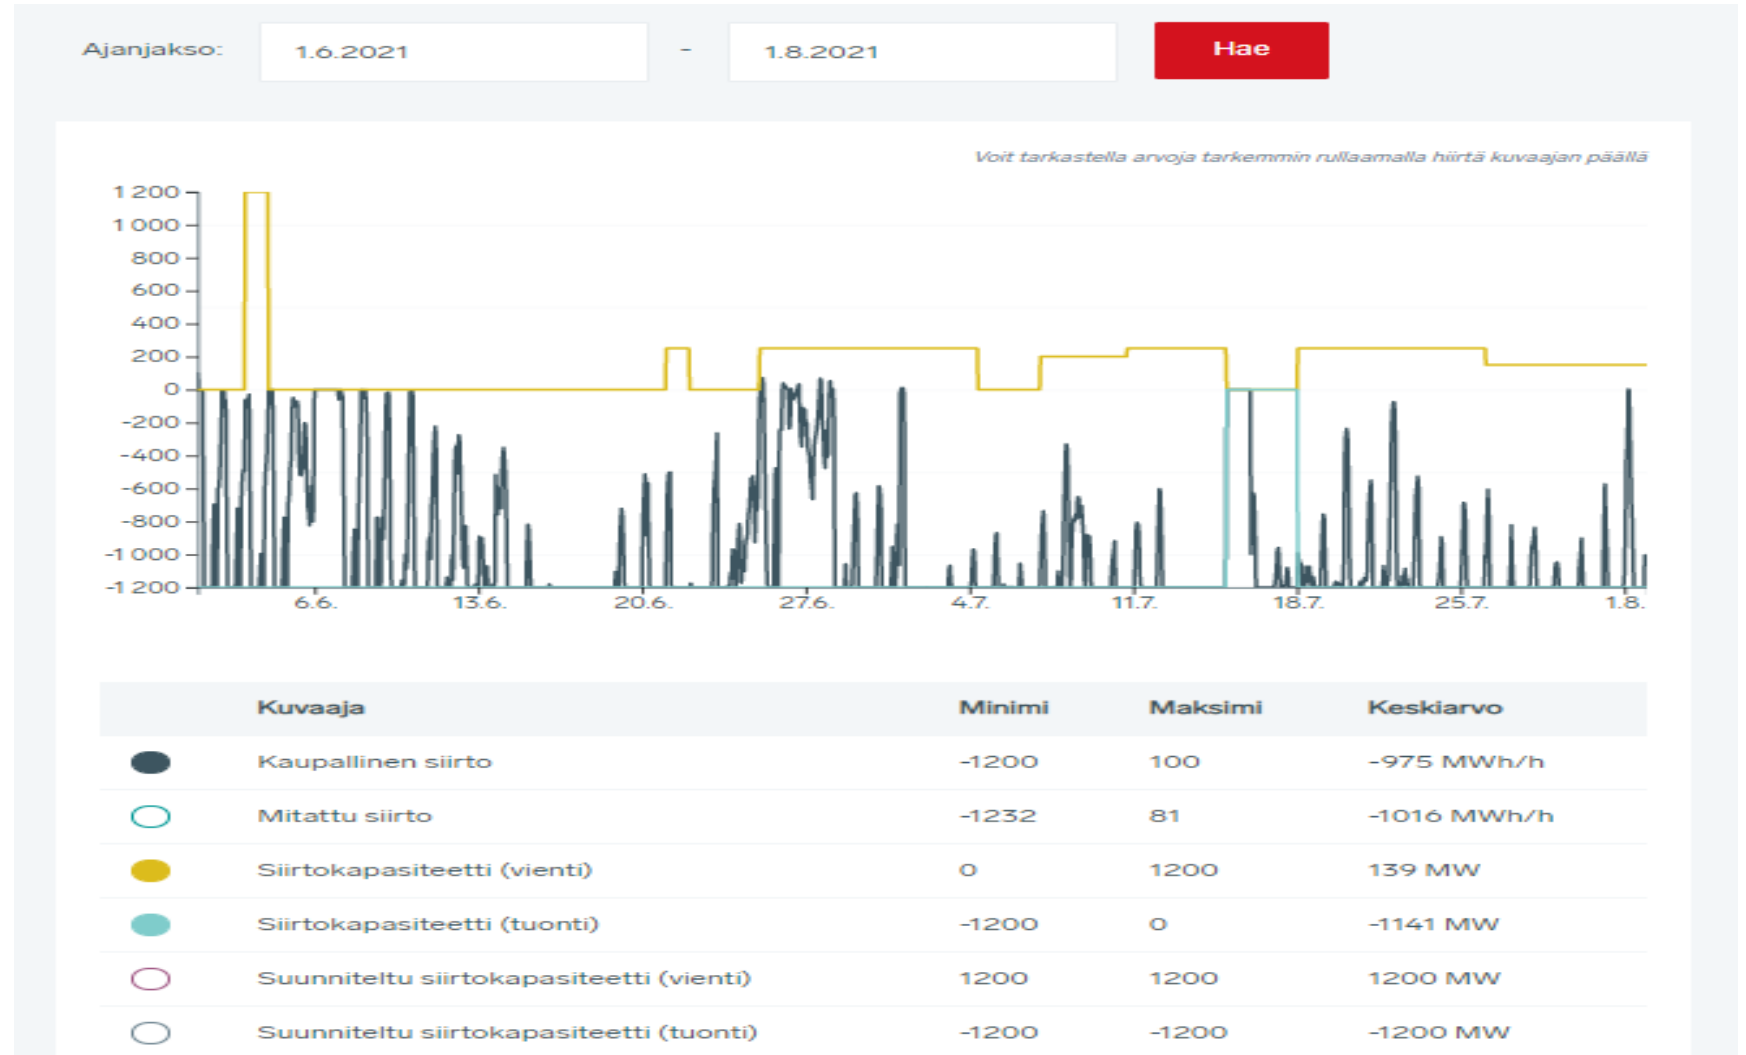 Ajanjakso: 1.6.2021 - 1.8.2021 Hae
Voit tarkastella arvoja tarkemmin rullaamalla hiirtä kuvaajan päällä
1 200
1 000
800
600
400
200
0
-200
-400
-600
-800
-1 000
-1 200
6.6. 13.6. 20.6. 27.6. 4.7. 11.7. 18.7. 25.7. 1.8.
Kuvaaja Minimi Maksimi Keskiarvo
Kaupallinen siirto -1200 100 -975 MWh/h
Mitattu siirto -1232 81 -1016 MWh/h
Siirtokapasiteetti (vienti) 0 1200 139 MW
Siirtokapasiteetti (tuonti) -1200 0 -1141 MW
Suunniteltu siirtokapasiteetti (vienti) 1200 1200 1200 MW
Suunniteltu siirtokapasiteetti (tuonti) -1200 -1200 -1200 MW